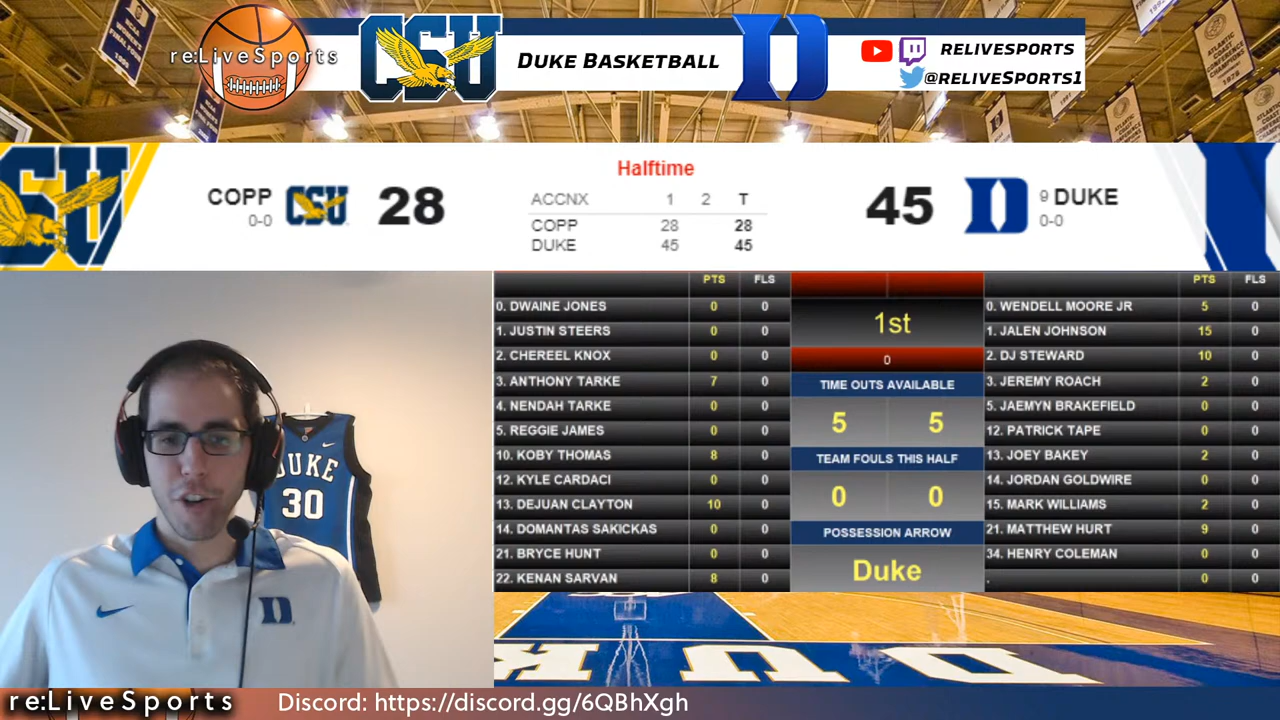 re:LiveSports
CSU
DUKE BASKETBALL
D
RELIVESPORTS
@RELIVESPORTS1
CSU
COPP
0-0
CSU
28
Halftime
ACCNX 1 2 T
COPP 28 28
DUKE 45 45
45
D
9 DUKE
0-0
PTS FLS
0. DWAINE JONES 0 0
1. JUSTIN STEERS 0 0
2. CHEREEL KNOX 0 0
3. ANTHONY TARKE 7 0
4. NENDAH TARKE 0 0
5. REGGIE JAMES 0 0
10. KOBY THOMAS 8 0
12. KYLE CARDACI 0 0
13. DEJUAN CLAYTON 10 0
14. DOMANTAS SAKICKAS 0 0
21. BRYCE HUNT 0 0
22. KENAN SARVAN 8 0
1st
0
TIME OUTS AVAILABLE
5 5
TEAM FOULS THIS HALF
0 0
POSSESSION ARROW
Duke
PTS FLS
0. WENDELL MOORE JR 5 0
1. JALEN JOHNSON 15 0
2. DJ STEWARD 10 0
3. JEREMY ROACH 2 0
5. JAEMYN BRAKEFIELD 0 0
12. PATRICK TAPE 0 0
13. JOEY BAKEY 2 0
14. JORDAN GOLDWIRE 0 0
15. MARK WILLIAMS 2 0
21. MATTHEW HURT 9 0
34. HENRY COLEMAN 0 0
. 0 0
DUKE
30
D
DUK
re:LiveSports
Discord: https://discord.gg/6QBhXgh